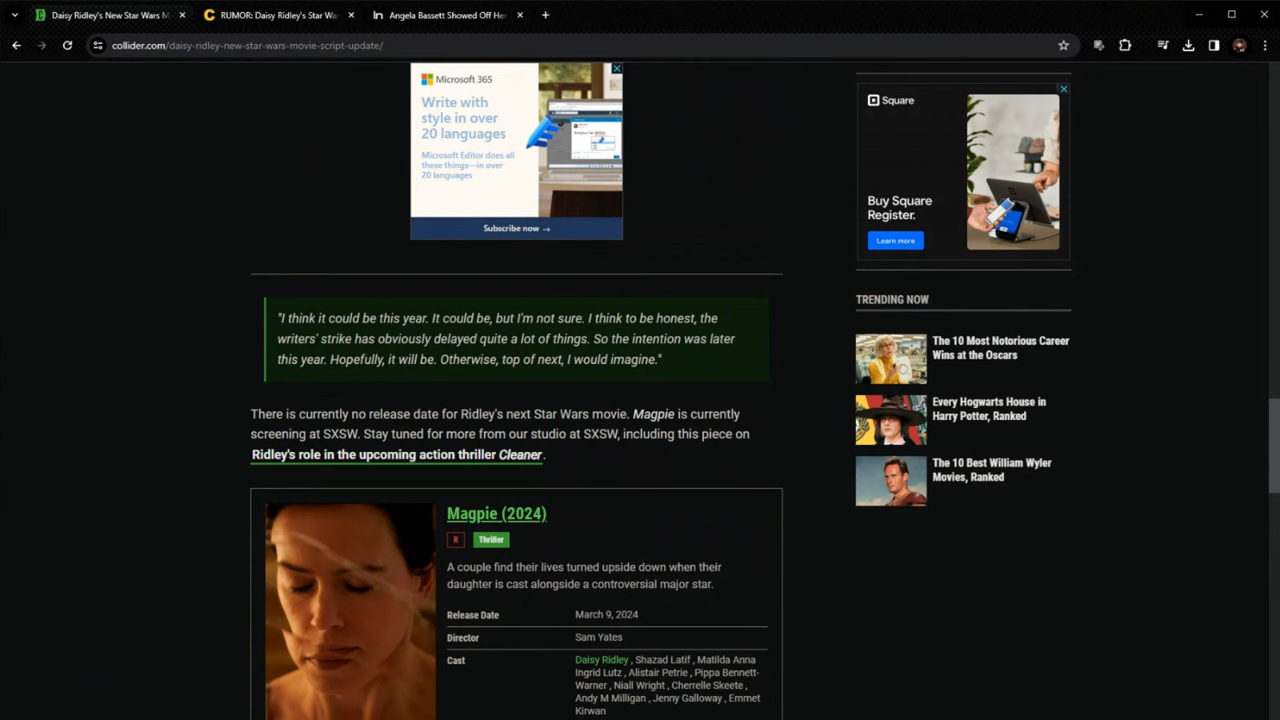 Daisy Ridley's New Star Wars M
RUMOR: Daisy Ridley's Star War
Angela Bassett Showed Off Her
collider.com/daisy-ridley-new-star-wars-movie-script-update/
Microsoft 365
Write with
style in over
20 languages
Microsoft Editor does all
these things—in over
20 languages
Subscribe now →
"I think it could be this year. It could be, but I'm not sure. I think to be honest, the
writers' strike has obviously delayed quite a lot of things. So the intention was later
this year. Hopefully, it will be. Otherwise, top of next, I would imagine."
There is currently no release date for Ridley's next Star Wars movie. Magpie is currently
screening at SXSW. Stay tuned for more from our studio at SXSW, including this piece on
Ridley's role in the upcoming action thriller Cleaner.
Magpie (2024)
R Thriller
A couple find their lives turned upside down when their
daughter is cast alongside a controversial major star.
Release Date March 9, 2024
Director Sam Yates
Cast Daisy Ridley , Shazad Latif , Matilda Anna
Ingrid Lutz , Alistair Petrie , Pippa Bennett-
Warner , Niall Wright , Cherrelle Skeete ,
Andy M Milligan , Jenny Galloway , Emmet
Kirwan
Square
Buy Square
Register.
Learn more
TRENDING NOW
The 10 Most Notorious Career
Wins at the Oscars
Every Hogwarts House in
Harry Potter, Ranked
The 10 Best William Wyler
Movies, Ranked